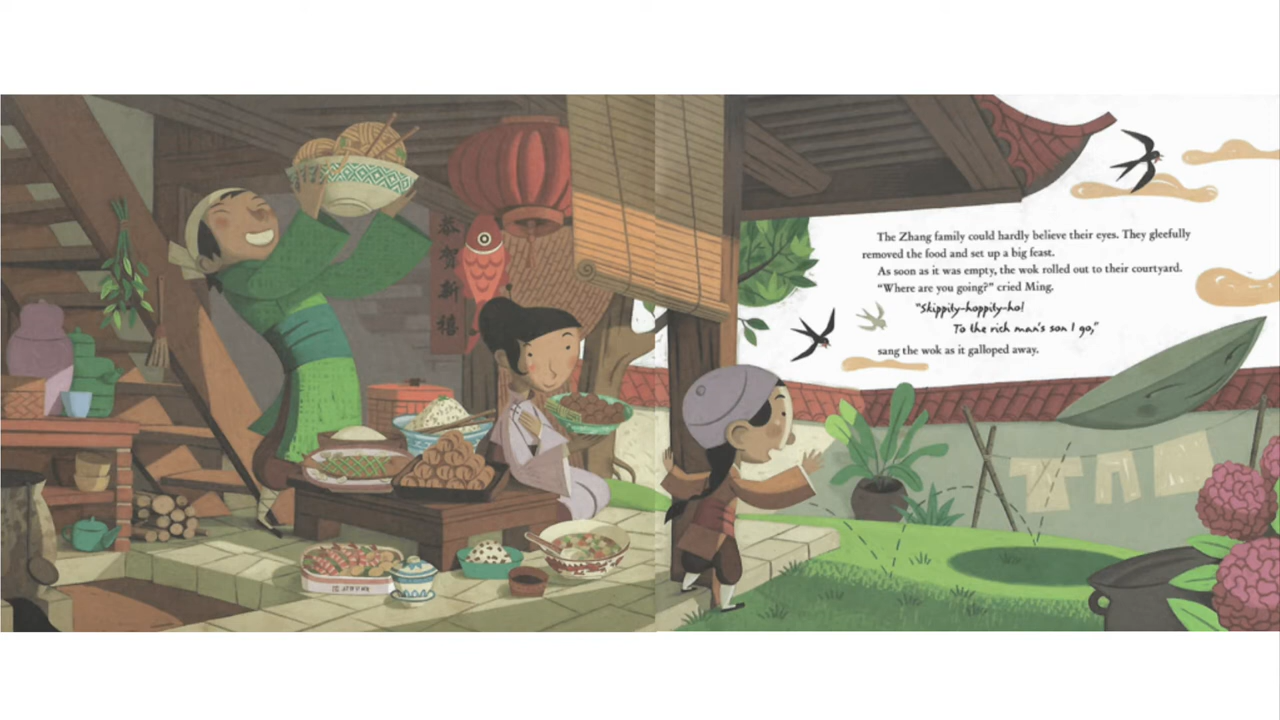 恭
贺
新
禧
The Zhang family could hardly believe their eyes. They gleefully
removed the food and set up a big feast.
As soon as it was empty, the wok rolled out to their courtyard.
“Where are you going?” cried Ming.
“Skippity-hoppity-ho!
To the rich man’s son I go,”
sang the wok as it galloped away.